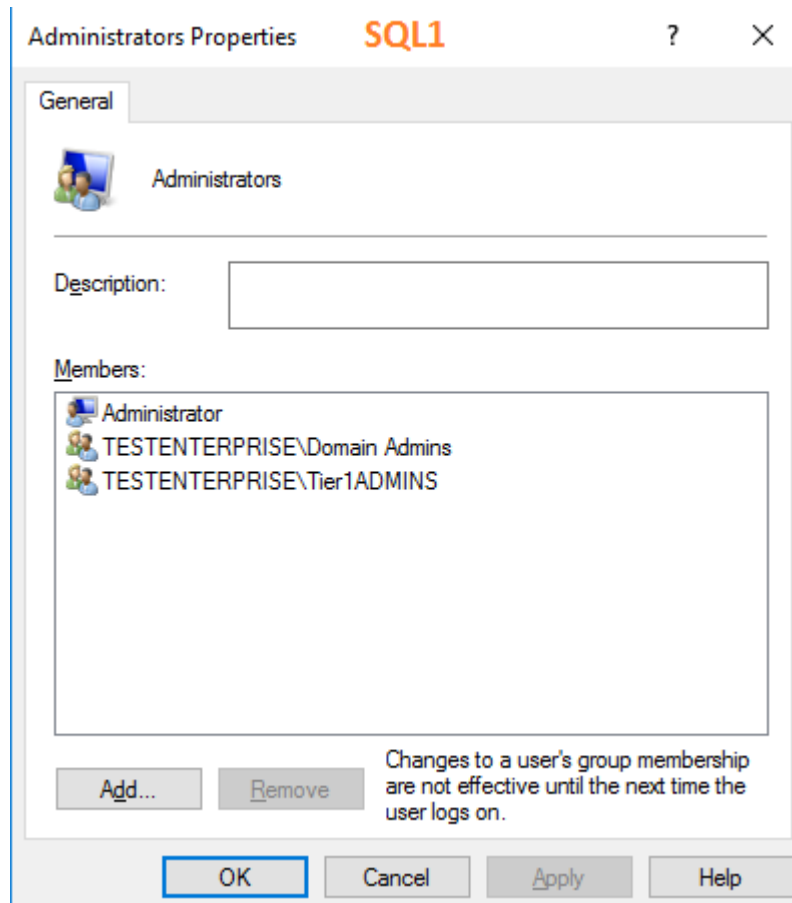 Administrators Properties SQL1 ?
General
Administrators
Description:
Members:
Administrator
TESTENTERPRISE\Domain Admins
TESTENTERPRISE\Tier1ADMINS
Add...
Remove
Changes to a user's group membership
are not effective until the next time the
user logs on.
OK
Cancel
Apply
Help